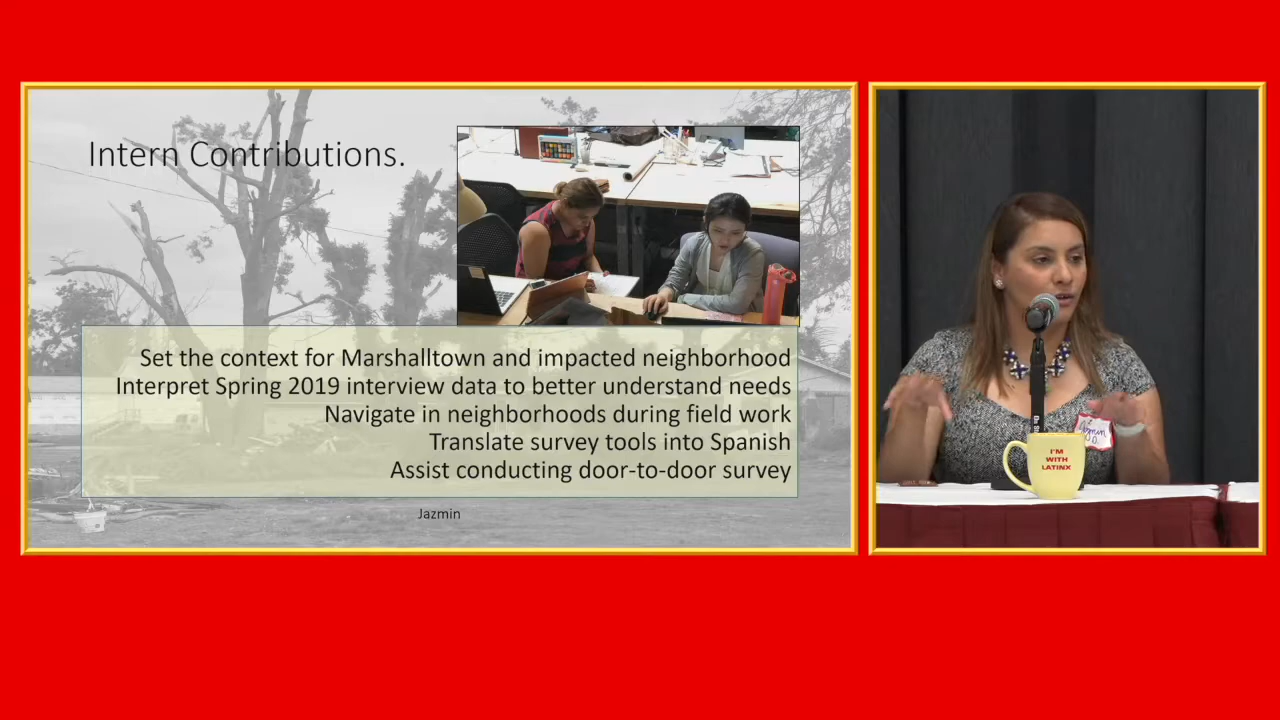 Intern Contributions.
Set the context for Marshalltown and impacted neighborhood
Interpret Spring 2019 interview data to better understand needs
Navigate in neighborhoods during field work
Translate survey tools into Spanish
Assist conducting door-to-door survey
Jazmin
I'M
WITH
LATINX